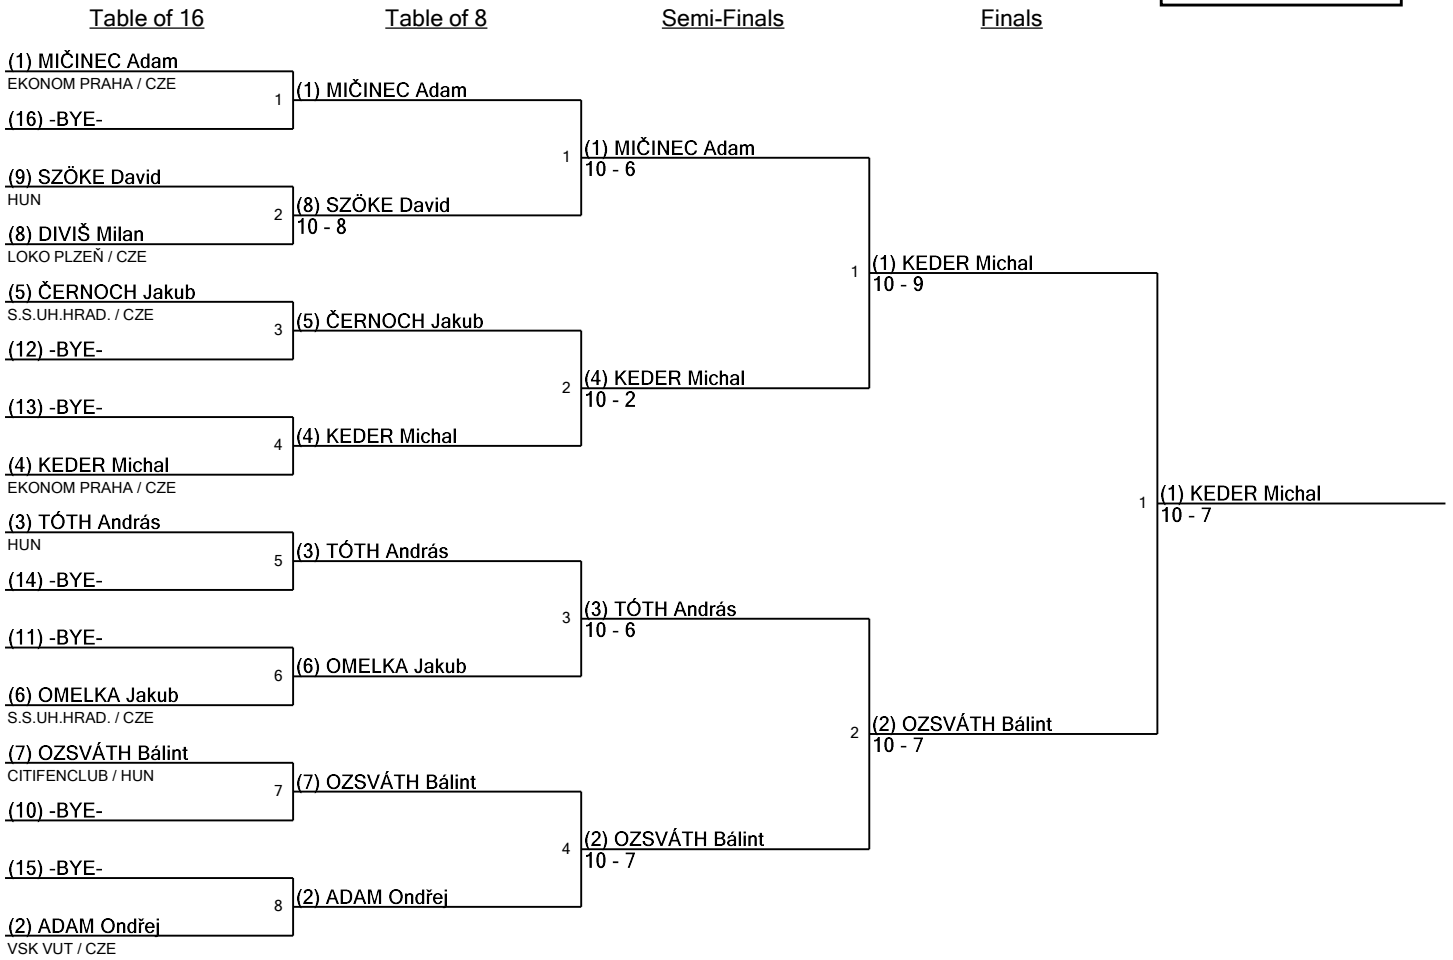 Table of 16
Table of 8
Semi-Finals
Finals
(1) MIČINEC Adam
EKONOM PRAHA / CZE
1
(16) -BYE-
(9) SZÖKE David
HUN
2
(8) DIVIŠ Milan
LOKO PLZEŇ / CZE
(5) ČERNOCH Jakub
S.S.UH.HRAD. / CZE
3
(12) -BYE-
(13) -BYE-
4
(4) KEDER Michal
EKONOM PRAHA / CZE
(3) TÓTH András
HUN
5
(14) -BYE-
(11) -BYE-
6
(6) OMELKA Jakub
S.S.UH.HRAD. / CZE
(7) OZSVÁTH Bálint
CITIFENCLUB / HUN
7
(10) -BYE-
(15) -BYE-
8
(2) ADAM Ondřej
VSK VUT / CZE
(1) MIČINEC Adam
1
(8) SZÖKE David
10 - 8
(5) ČERNOCH Jakub
2
(4) KEDER Michal
(3) TÓTH András
3
(6) OMELKA Jakub
(7) OZSVÁTH Bálint
4
(2) ADAM Ondřej
(1) MIČINEC Adam
10 - 6
1
(4) KEDER Michal
10 - 2
(3) TÓTH András
10 - 6
2
(2) OZSVÁTH Bálint
10 - 7
(1) KEDER Michal
10 - 9
1
(2) OZSVÁTH Bálint
10 - 7
(1) KEDER Michal
10 - 7